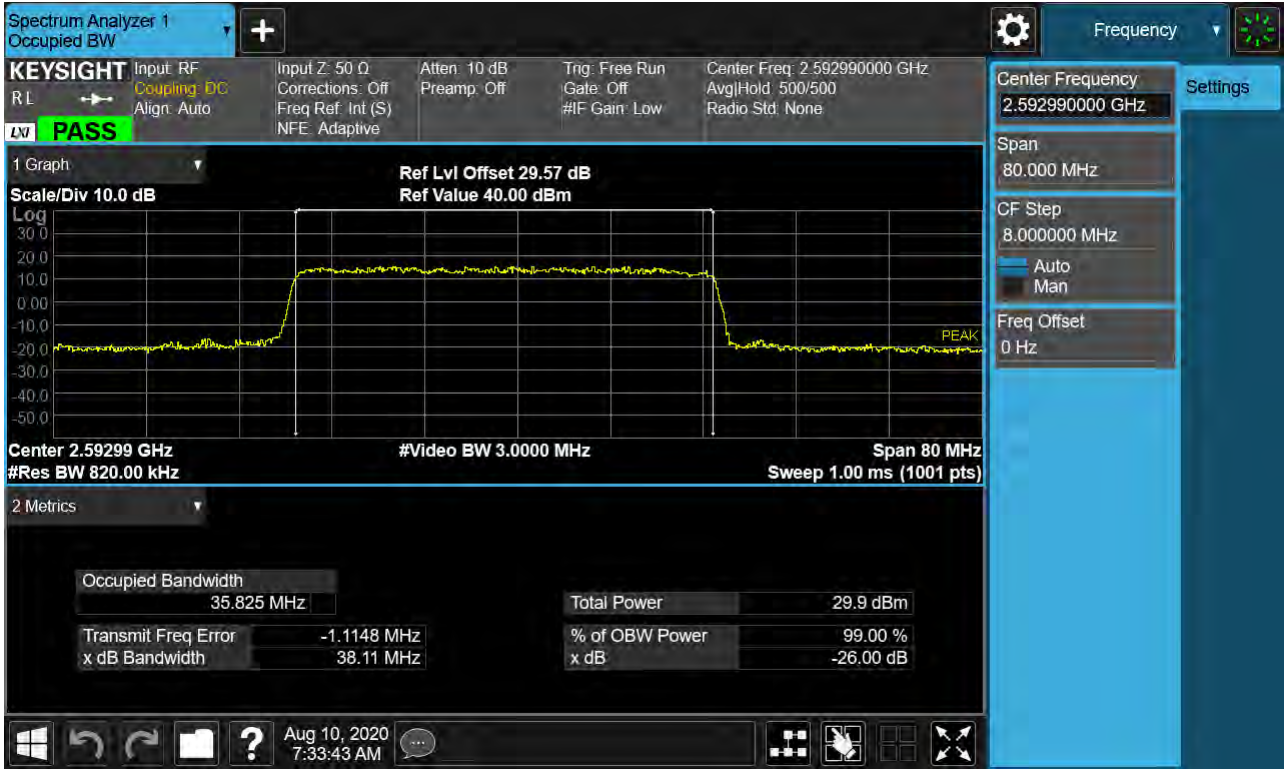 Spectrum Analyzer 1
Occupied BW
Frequency
KEYSIGHT
R L
LXI PASS
Input: RF
Coupling: DC
Align: Auto
Input Z: 50 Ω
Corrections: Off
Freq Ref: Int (S)
NFE: Adaptive
Atten: 10 dB
Preamp: Off
Trig: Free Run
Gate: Off
#IF Gain: Low
Center Freq: 2.592990000 GHz
Avg|Hold: 500/500
Radio Std: None
1 Graph
Scale/Div 10.0 dB
Ref Lvl Offset 29.57 dB
Ref Value 40.00 dBm
Log
30.0
20.0
10.0
0.00
-10.0
-20.0
-30.0
-40.0
-50.0
PEAK
Center 2.59299 GHz
#Res BW 820.00 kHz
#Video BW 3.0000 MHz
Span 80 MHz
Sweep 1.00 ms (1001 pts)
2 Metrics
Occupied Bandwidth
35.825 MHz
Transmit Freq Error -1.1148 MHz
x dB Bandwidth 38.11 MHz
Total Power 29.9 dBm
% of OBW Power 99.00 %
x dB -26.00 dB
?
Aug 10, 2020
7:33:43 AM
Center Frequency
2.592990000 GHz
Settings
Span
80.000 MHz
CF Step
8.000000 MHz
Auto
Man
Freq Offset
0 Hz